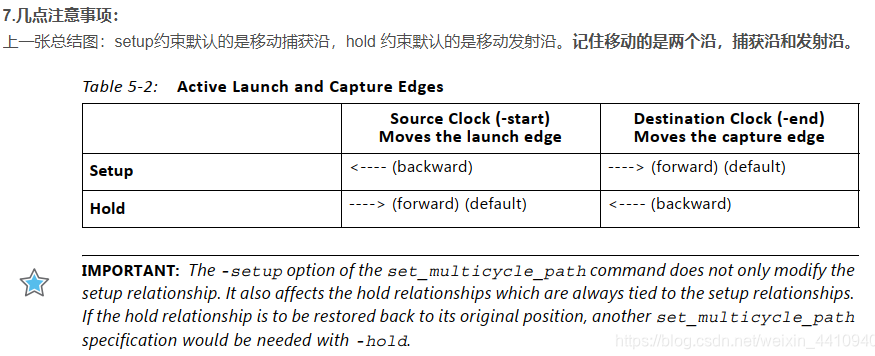 7.几点注意事项：
上一张总结图：setup约束默认的是移动捕获沿，hold 约束默认的是移动发射沿。记住移动的是两个沿，捕获沿和发射沿。
Table 5-2: Active Launch and Capture Edges
Source Clock (-start) Destination Clock (-end)
Moves the launch edge Moves the capture edge
Setup <---- (backward) ----> (forward) (default)
Hold ----> (forward) (default) <---- (backward)
IMPORTANT: The -setup option of the set_multicycle_path command does not only modify the
setup relationship. It also affects the hold relationships which are always tied to the setup relationships.
If the hold relationship is to be restored back to its original position, another set_multicycle_path
specification would be needed with -hold.
https://blog.csdn.net/weixin_4410940